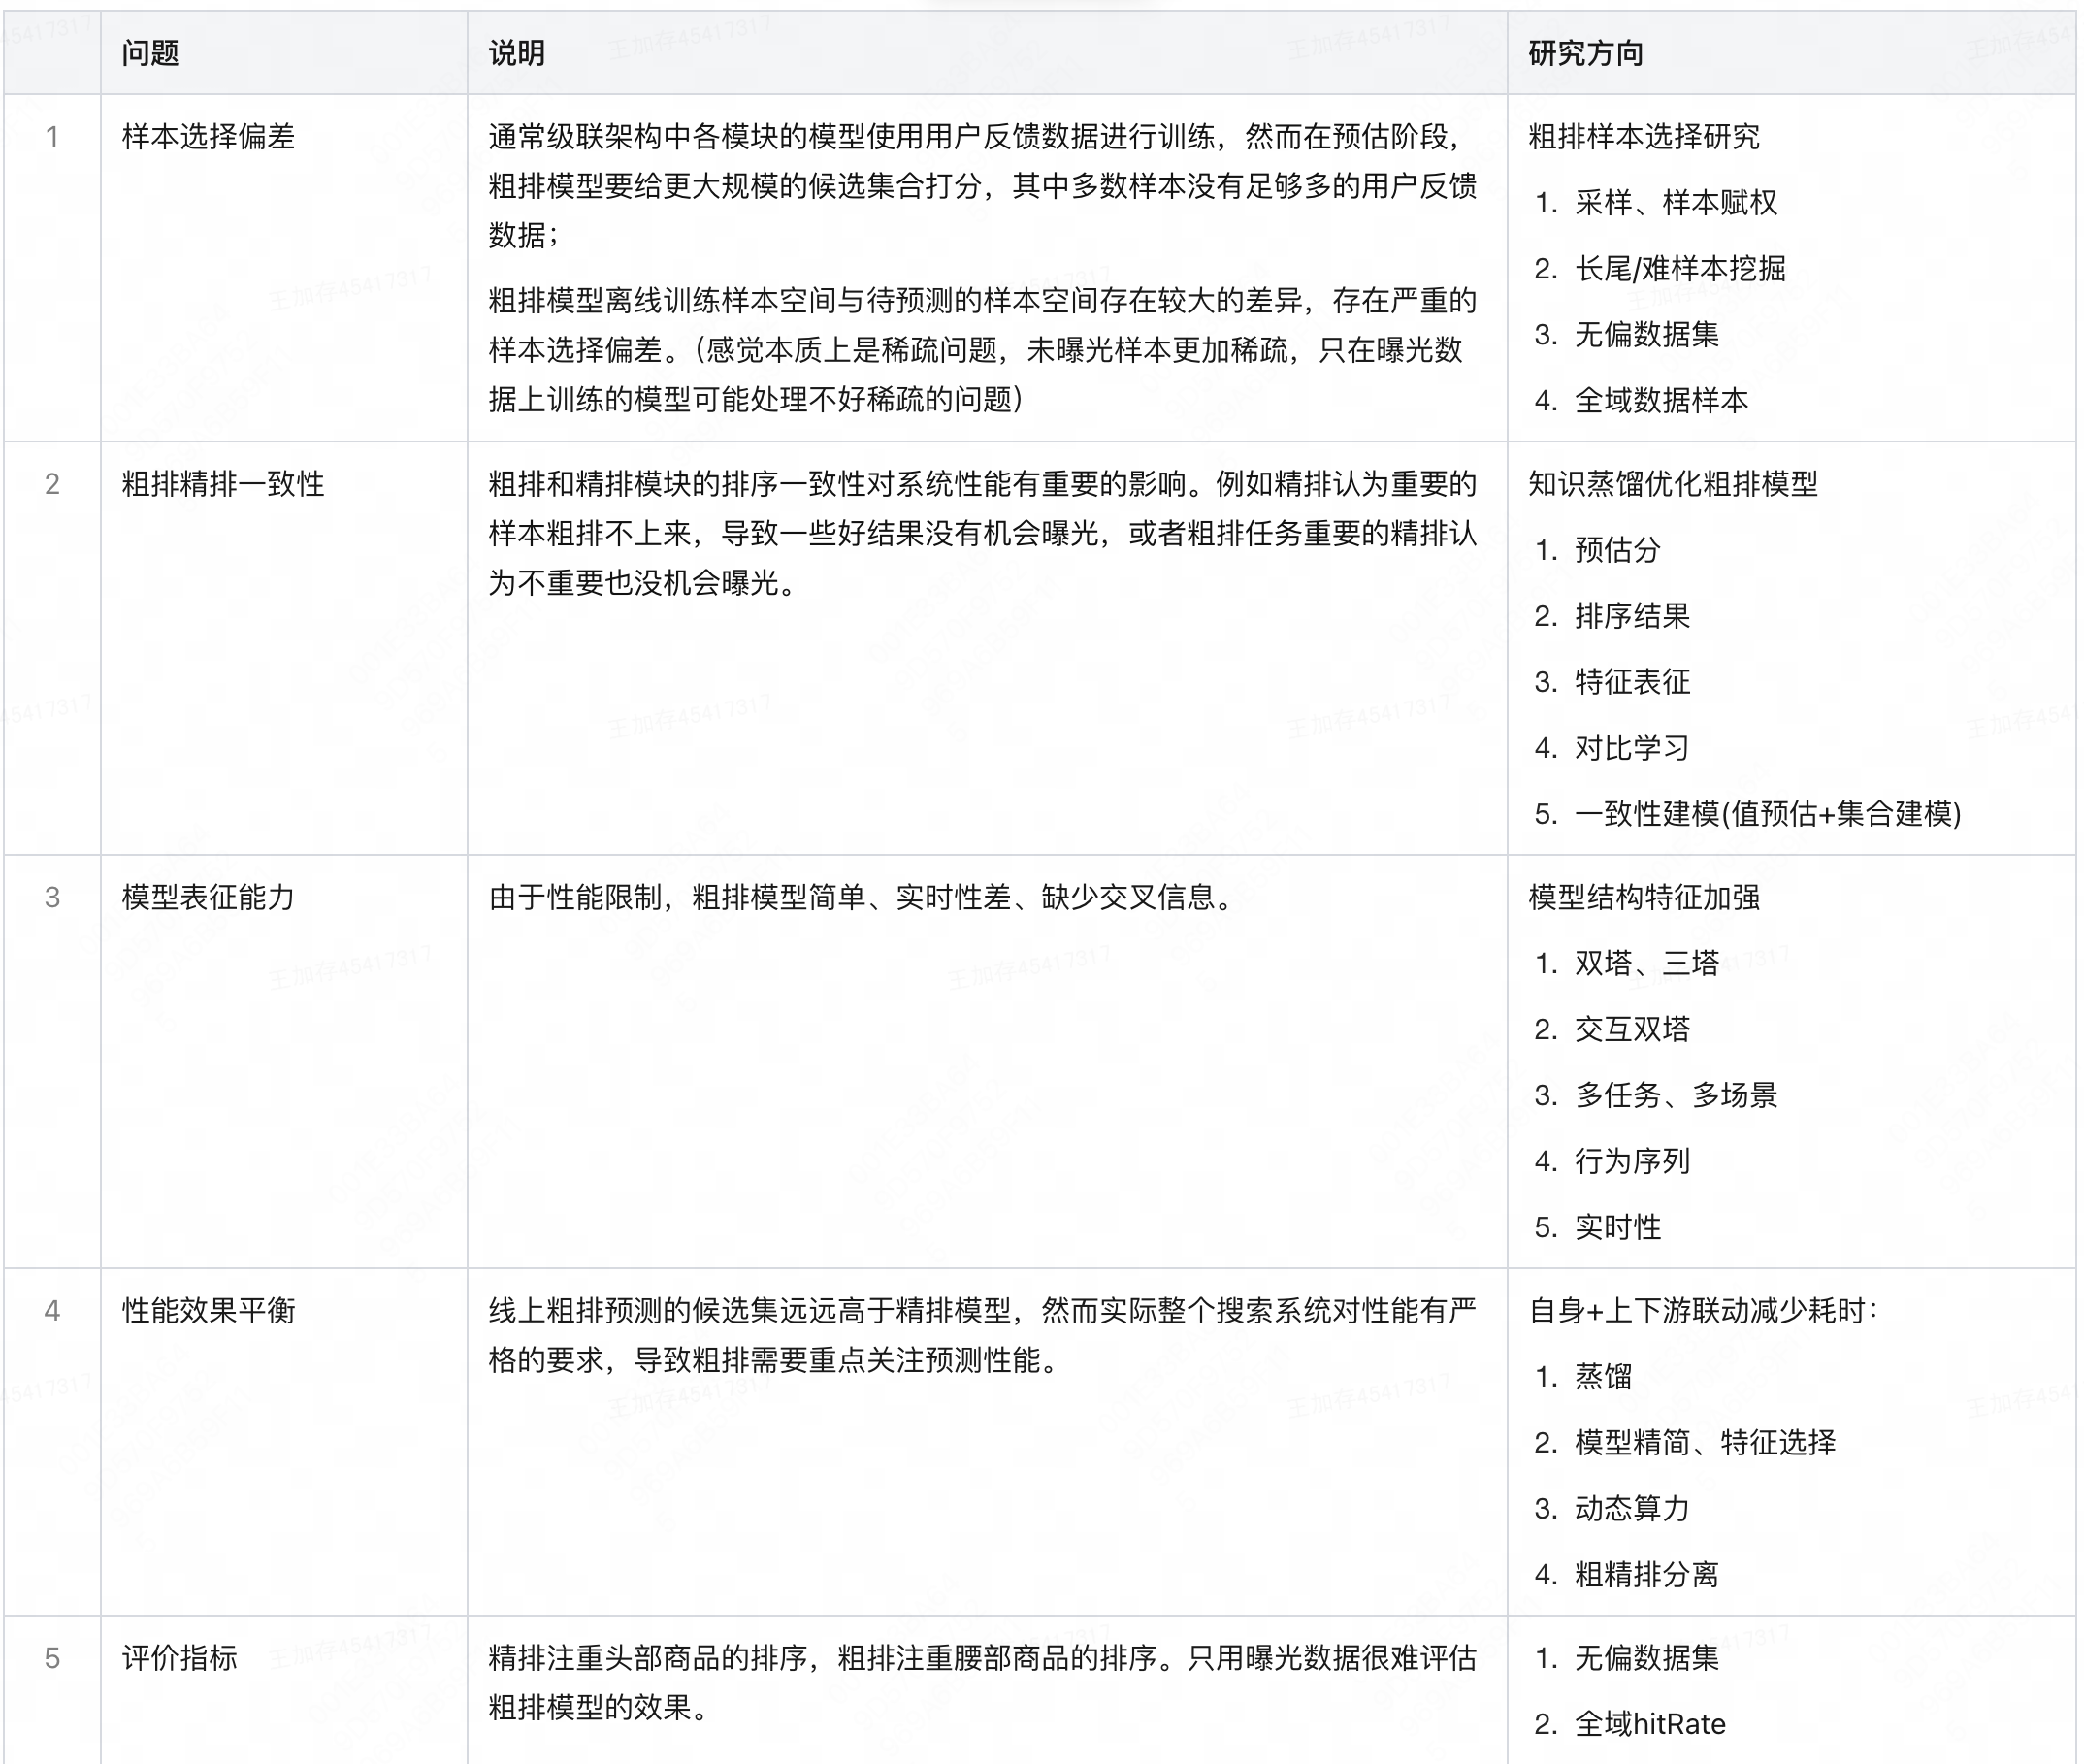 问题 说明 研究方向
1 样本选择偏差
通常级联架构中各模块的模型使用用户反馈数据进行训练，然而在预估阶段，
粗排模型要给更大规模的候选集合打分，其中多数样本没有足够多的用户反馈
数据；
粗排模型离线训练样本空间与待预测的样本空间存在较大的差异，存在严重的
样本选择偏差。（感觉本质上是稀疏问题，未曝光样本更加稀疏，只在曝光数
据上训练的模型可能处理不好稀疏的问题）
粗排样本选择研究
1. 采样、样本赋权
2. 长尾/难样本挖掘
3. 无偏数据集
4. 全域数据样本
2 粗排精排一致性
粗排和精排模块的排序一致性对系统性能有重要的影响。例如精排认为重要的
样本粗排不上来，导致一些好结果没有机会曝光，或者粗排任务重要的精排认
为不重要也没机会曝光。
知识蒸馏优化粗排模型
1. 预估分
2. 排序结果
3. 特征表征
4. 对比学习
5. 一致性建模(值预估+集合建模)
3 模型表征能力
由于性能限制，粗排模型简单、实时性差、缺少交叉信息。
模型结构特征加强
1. 双塔、三塔
2. 交互双塔
3. 多任务、多场景
4. 行为序列
5. 实时性
4 性能效果平衡
线上粗排预测的候选集远远高于精排模型，然而实际整个搜索系统对性能有严
格的要求，导致粗排需要重点关注预测性能。
自身+上下游联动减少耗时：
1. 蒸馏
2. 模型精简、特征选择
3. 动态算力
4. 粗精排分离
5 评价指标
精排注重头部商品的排序，粗排注重腰部商品的排序。只用曝光数据很难评估
粗排模型的效果。
1. 无偏数据集
2. 全域hitRate
王加存45417317